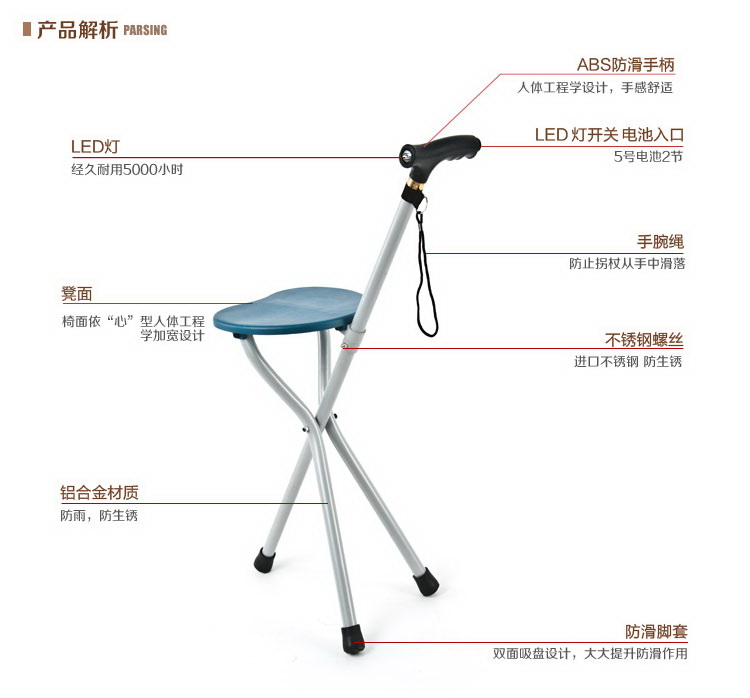 产品解析 PARSING
ABS防滑手柄
人体工程学设计，手感舒适
LED灯
经久耐用5000小时
LED 灯开关 电池入口
5号电池2节
手腕绳
防止拐杖从手中滑落
凳面
椅面依“心”型人体工程
学加宽设计
不锈钢螺丝
进口不锈钢 防生锈
铝合金材质
防雨，防生锈
防滑脚套
双面吸盘设计，大大提升防滑作用